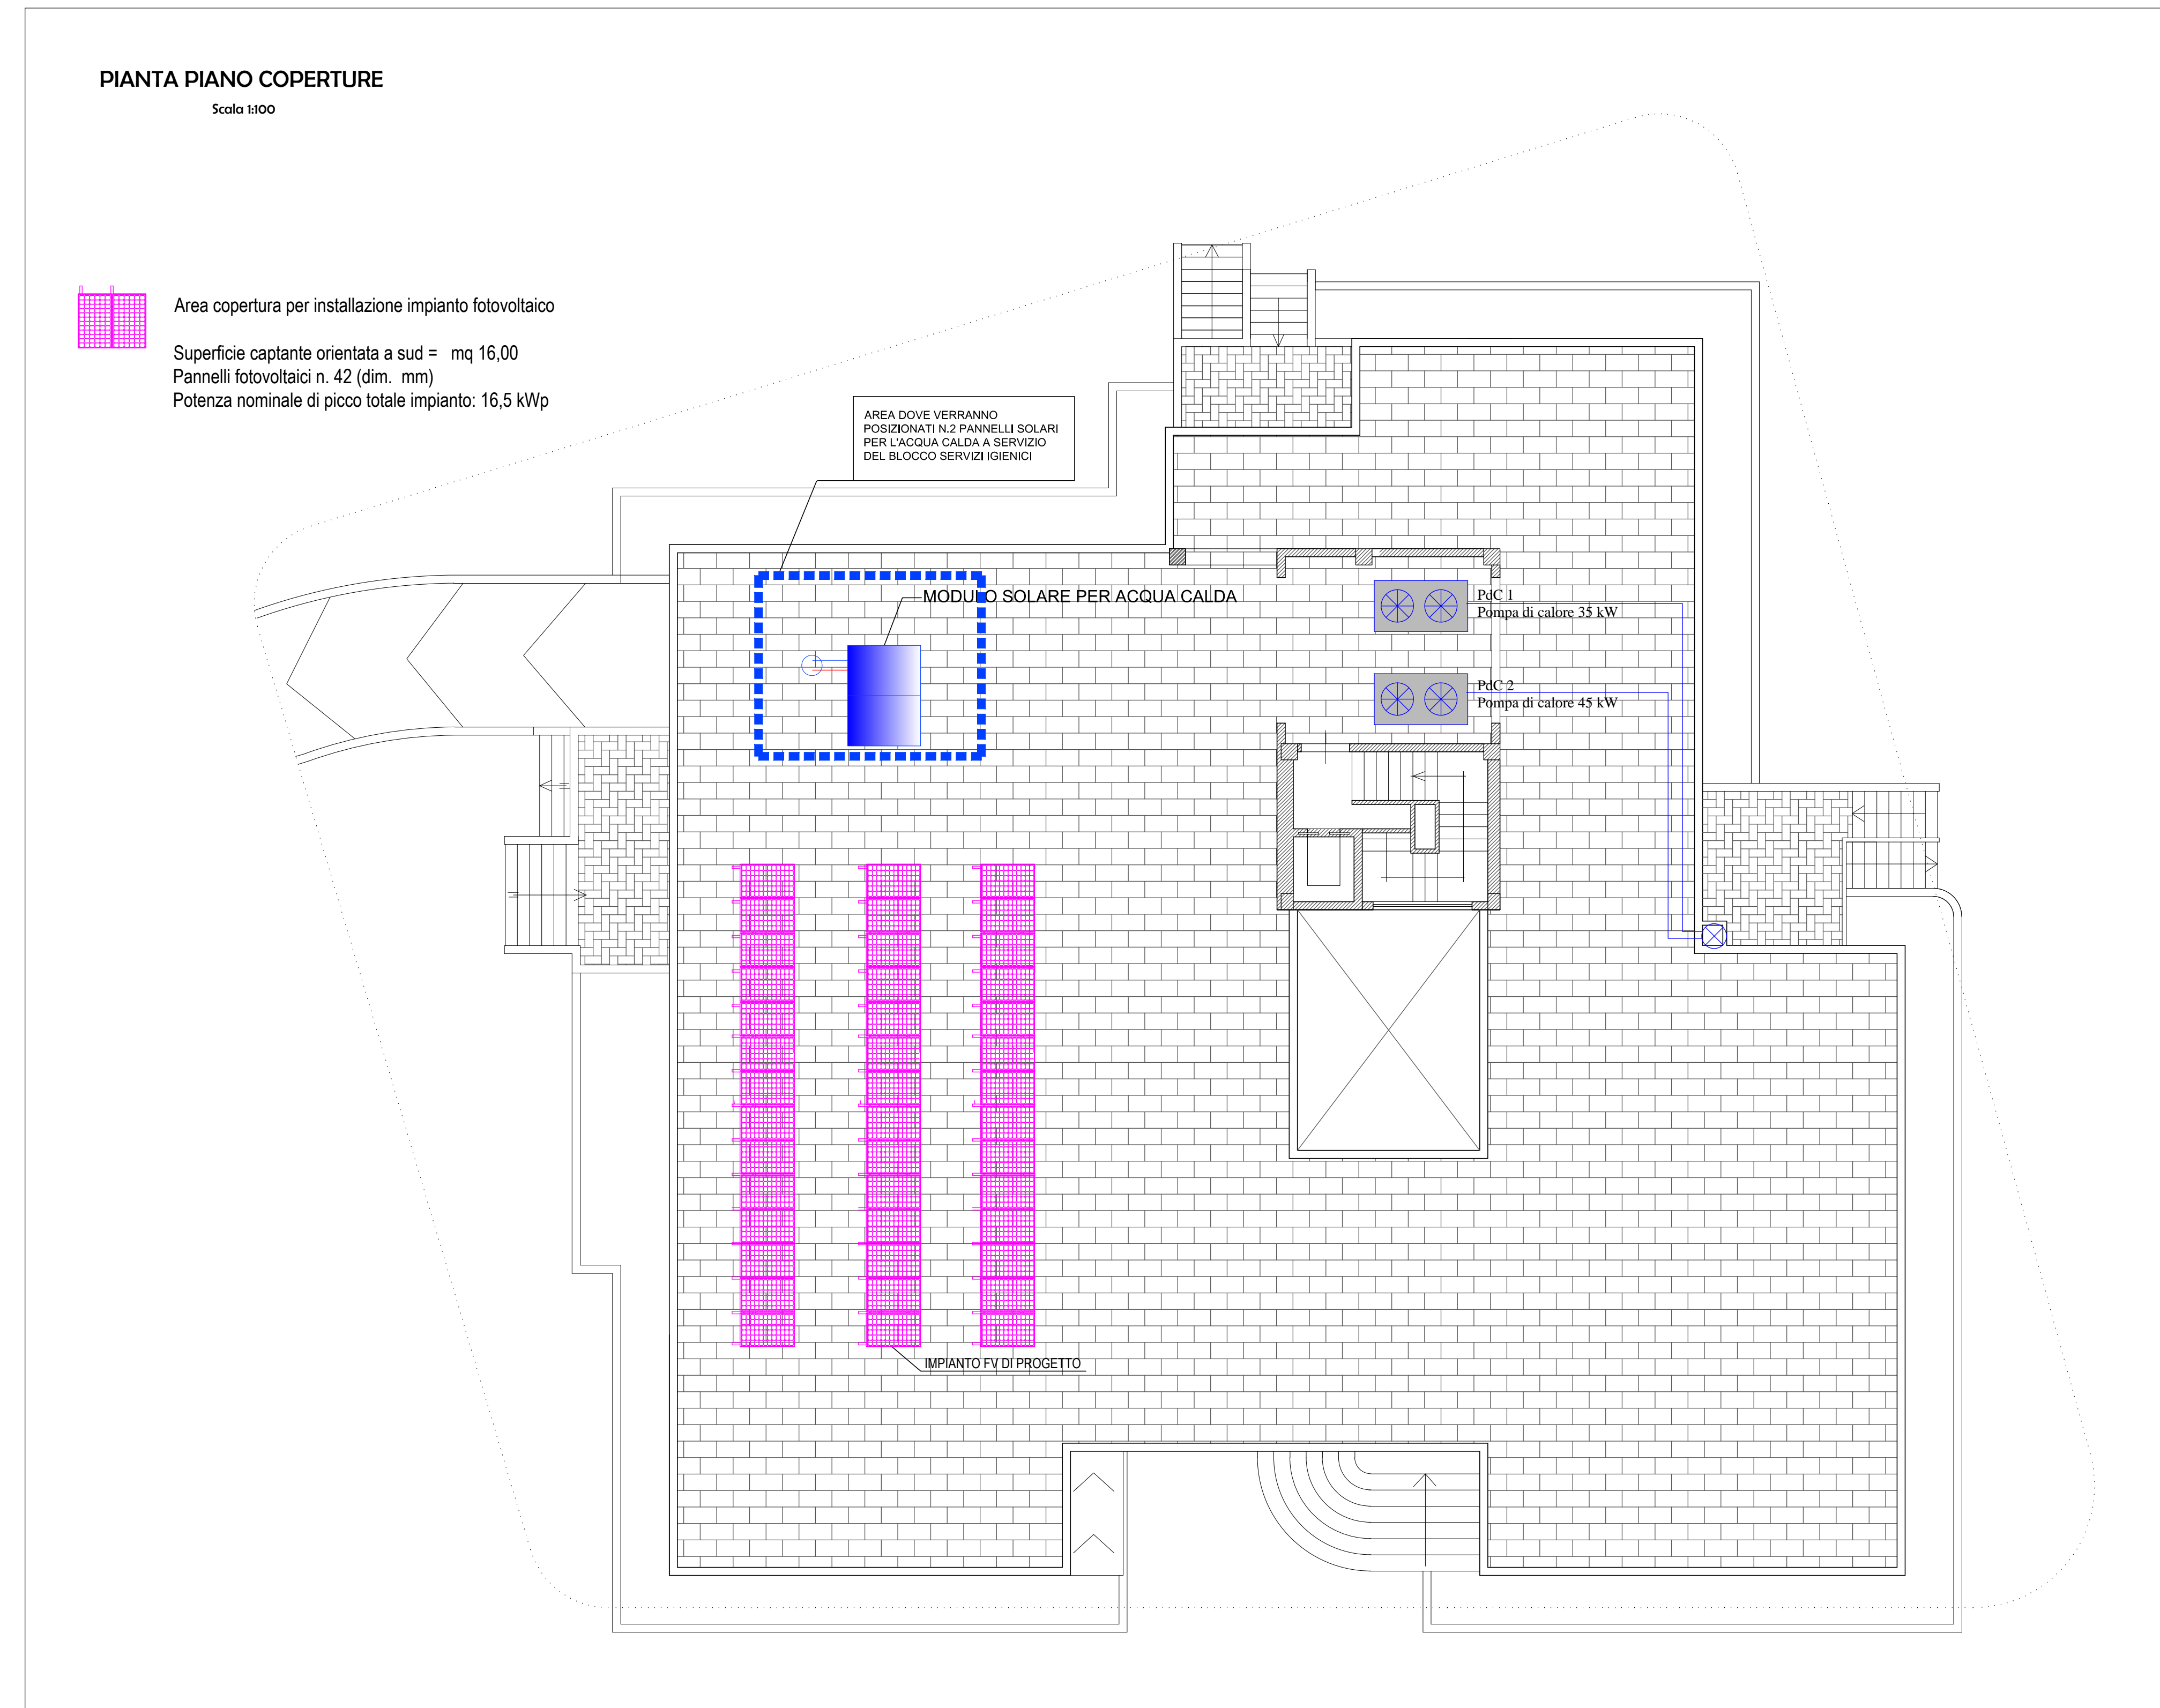 PIANTA PIANO COPERTURE
Scala 1:100
Area copertura per installazione impianto fotovoltaico
Superficie captante orientata a sud = mq 16,00
Pannelli fotovoltaici n. 42 (dim. mm)
Potenza nominale di picco totale impianto: 16,5 kWp
AREA DOVE VERRANNO
POSIZIONATI N.2 PANNELLI SOLARI
PER L'ACQUA CALDA A SERVIZIO
DEL BLOCCO SERVIZI IGIENICI
MODULO SOLARE PER ACQUA CALDA
PdC 1
Pompa di calore 35 kW
PdC 2
Pompa di calore 45 kW
IMPIANTO FV DI PROGETTO